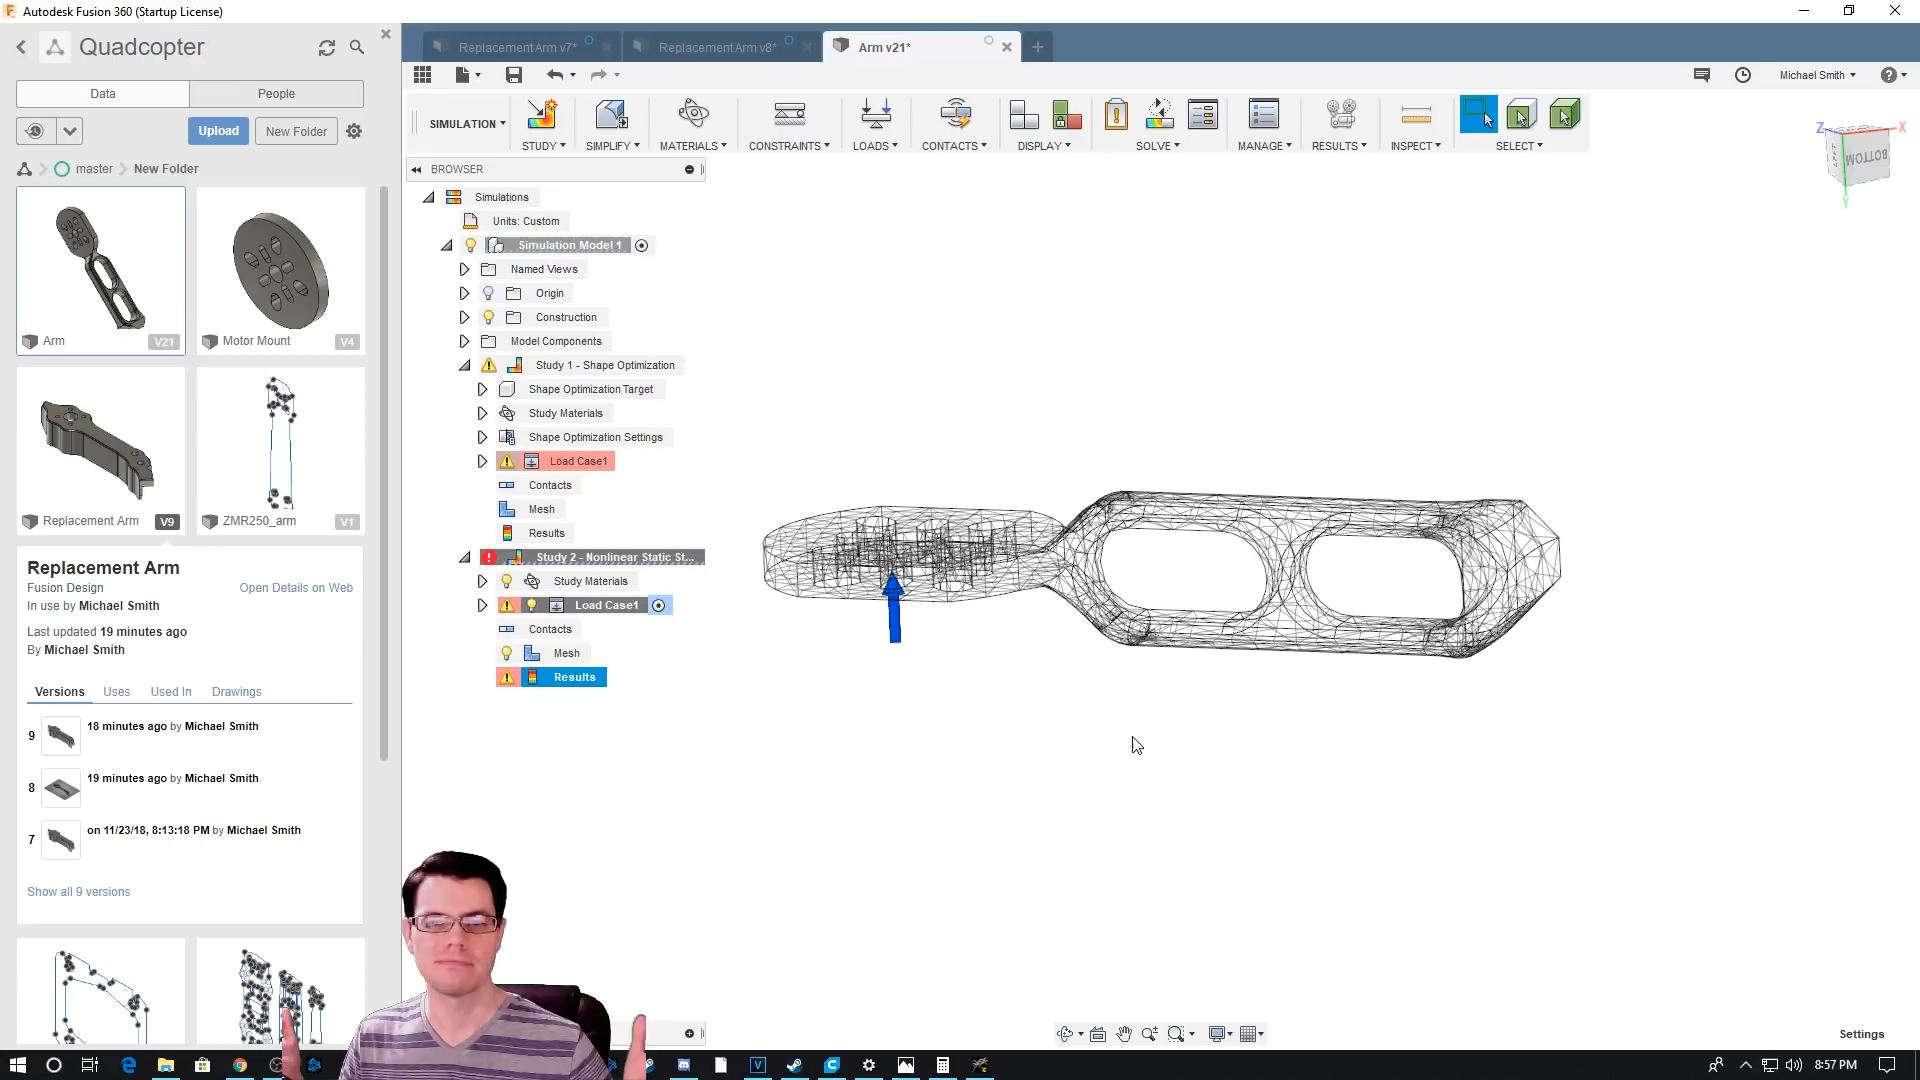 Autodesk Fusion 360 (Startup License)
Quadcopter
Data
People
Upload
New Folder
master
New Folder
Arm
V21
Motor Mount
V4
Replacement Arm
V9
ZMR250_arm
V1
Replacement Arm
Fusion Design
Open Details on Web
In use by Michael Smith
Last updated 19 minutes ago
By Michael Smith
Versions
Uses
Used In
Drawings
9
18 minutes ago by Michael Smith
8
19 minutes ago by Michael Smith
7
on 11/23/18, 8:13:18 PM by Michael Smith
Show all 9 versions
ReplacementArm v7*
ReplacementArm v8*
Arm v21*
Michael Smith
SIMULATION
STUDY
SIMPLIFY
MATERIALS
CONSTRAINTS
LOADS
CONTACTS
DISPLAY
SOLVE
MANAGE
RESULTS
INSPECT
SELECT
BROWSER
Simulations
Units: Custom
Simulation Model 1
Named Views
Origin
Construction
Model Components
Study 1 - Shape Optimization
Shape Optimization Target
Study Materials
Shape Optimization Settings
Load Case1
Contacts
Mesh
Results
Study 2 - Nonlinear Static St...
Study Materials
Load Case1
Contacts
Mesh
Results
Z
X
LEFT
BOTTOM
Y
Settings
8:57 PM